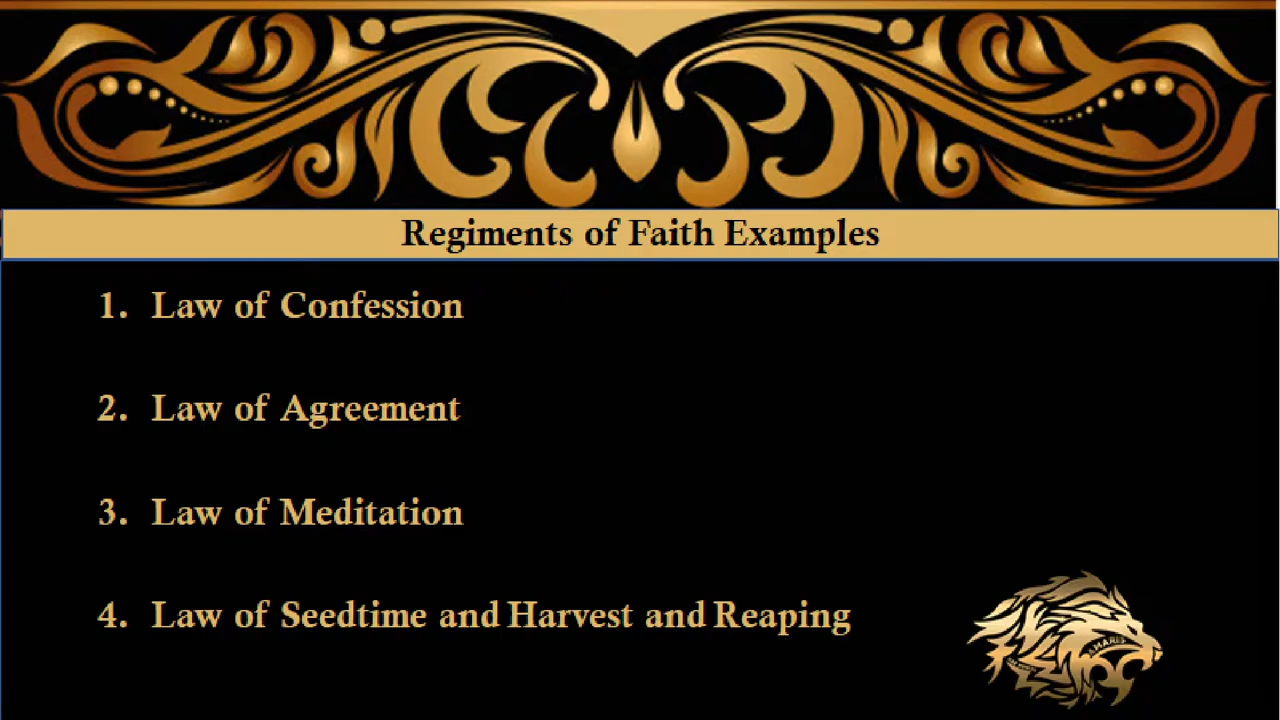 Regiments of Faith Examples
1. Law of Confession
2. Law of Agreement
3. Law of Meditation
4. Law of Seedtime and Harvest and Reaping